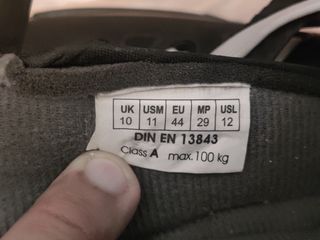 UK USM EU MP USL
10 11 44 29 12
DIN EN 13843
Class A max. 100 kg